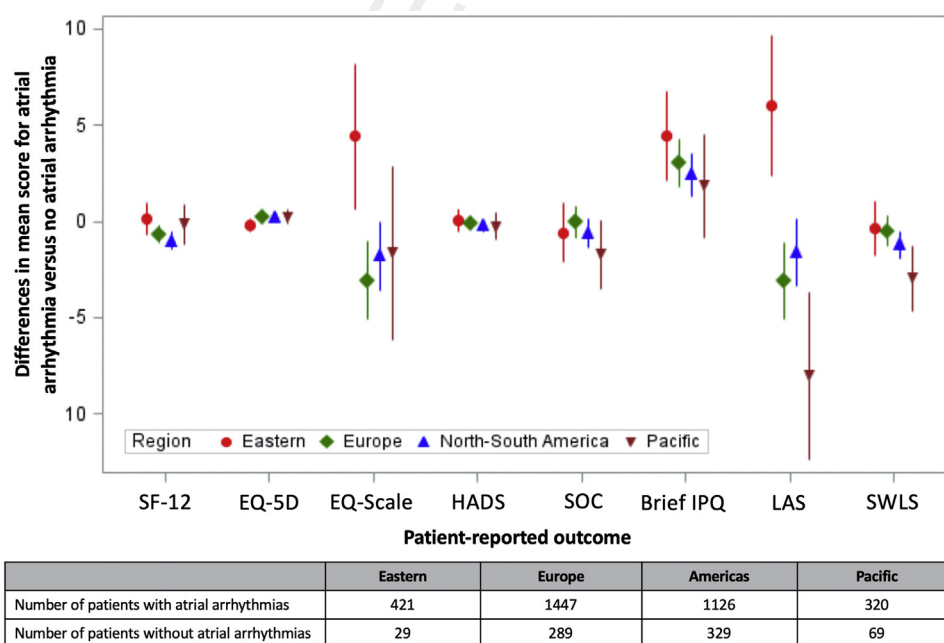 10
5
0
-5
10
Differences in mean score for atrial
arrhythmia versus no atrial arrhythmia
Region Eastern Europe North-South America Pacific
SF-12 EQ-5D EQ-Scale HADS SOC Brief IPQ LAS SWLS
Patient-reported outcome
Eastern Europe Americas Pacific
Number of patients with atrial arrhythmias 421 1447 1126 320
Number of patients without atrial arrhythmias 29 289 329 69